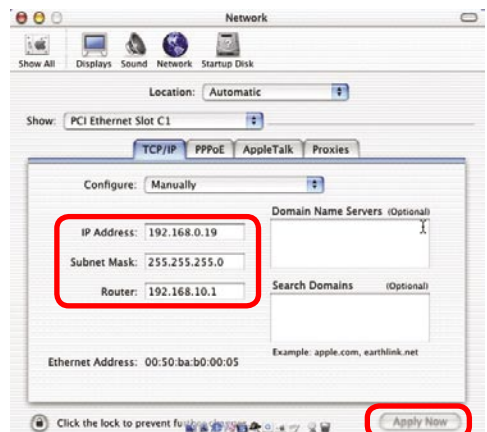 Network
Show All Displays Sound Network Startup Disk
Location: Automatic
Show: PCI Ethernet Slot C1
TCP/IP PPPoE AppleTalk Proxies
Configure: Manually
Domain Name Servers (Optional)
IP Address: 192.168.0.19
Subnet Mask: 255.255.255.0
Router: 192.168.10.1
Search Domains (Optional)
Example: apple.com, earthlink.net
Ethernet Address: 00:50:ba:b0:00:05
Click the lock to prevent
Apply Now